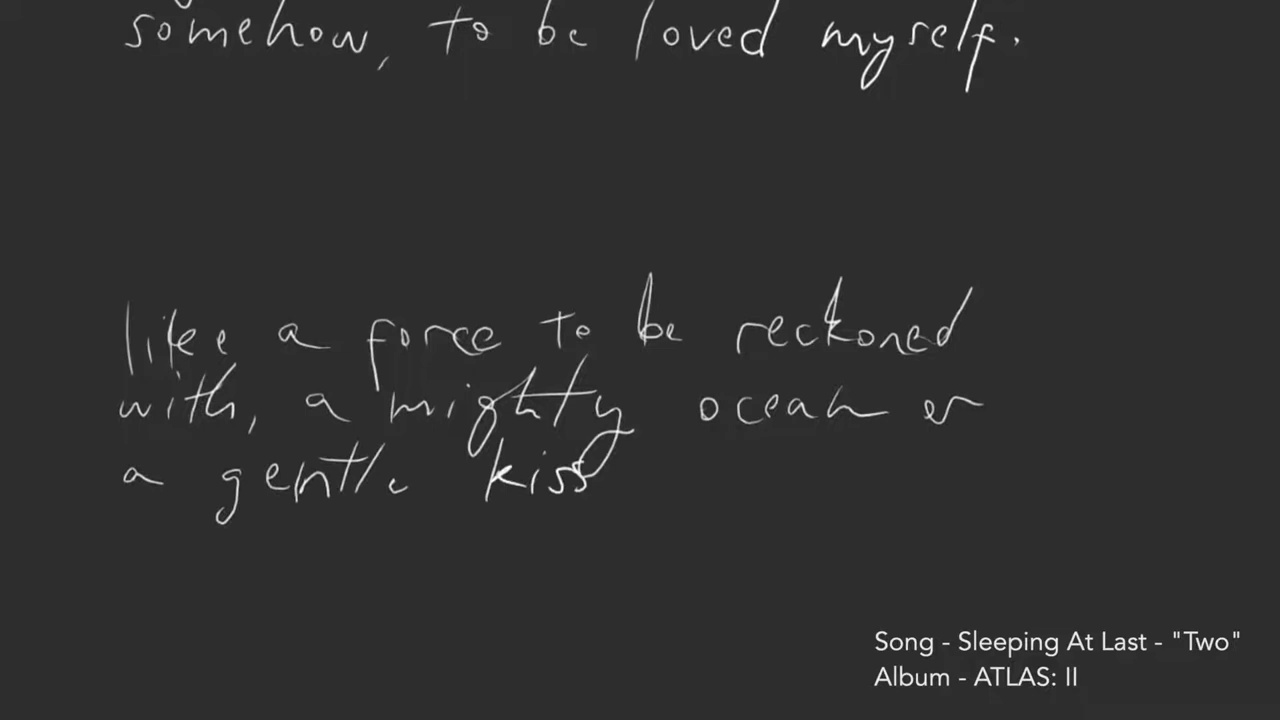 somehow, to be loved myself.
like a force to be reckoned
with, a mighty ocean or
a gentle kiss
Song - Sleeping At Last - "Two"
Album - ATLAS: II